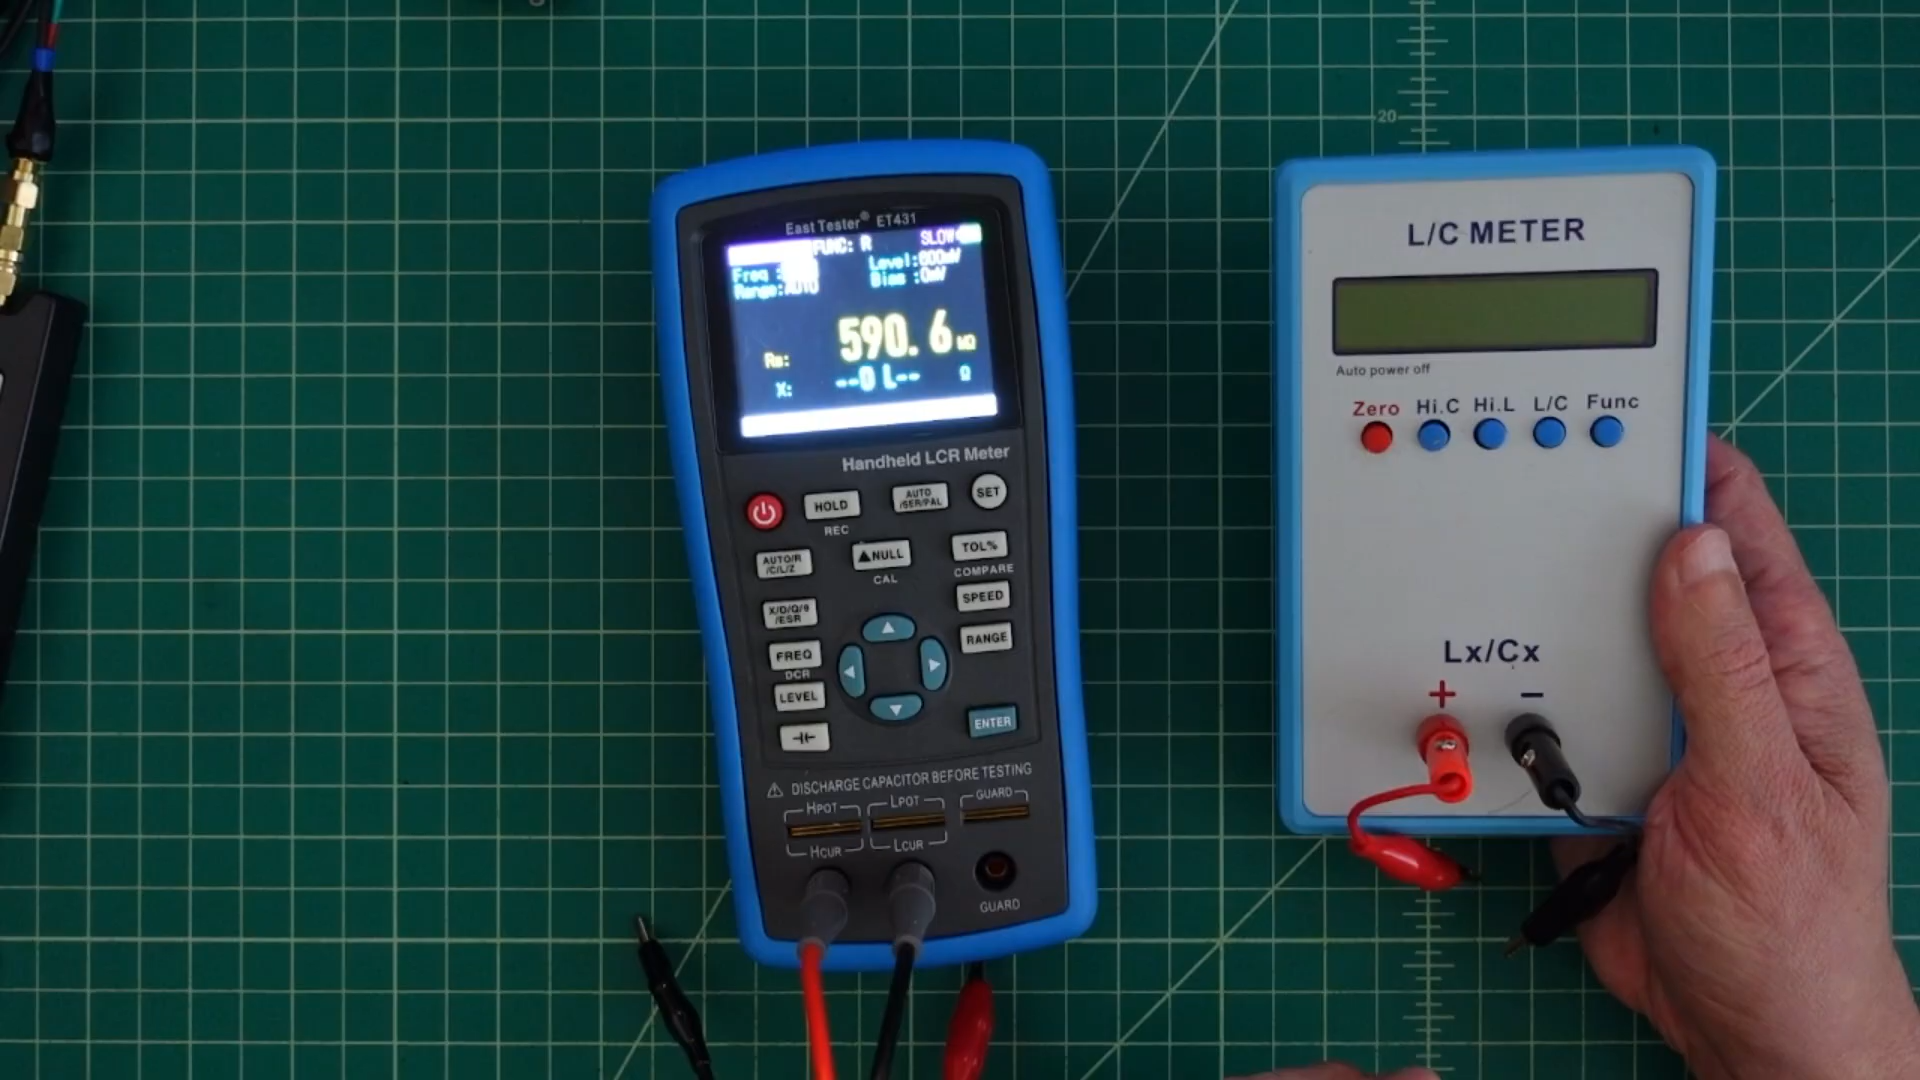 20
East Tester® ET431
FUNC: R SLOW
Freq : Level:600mV
Range:AUTO Bias :0mV
Rs: 590.6
X: --O L-- Ω
Handheld LCR Meter
HOLD
REC
AUTO
/SER/PAL
SET
AUTO/R
/C/L/Z
▲NULL
CAL
TOL%
COMPARE
X/D/Q/θ
/ESR
SPEED
FREQ
DCR
RANGE
LEVEL
ENTER
⚠ DISCHARGE CAPACITOR BEFORE TESTING
HPOT LPOT GUARD
HCUR LCUR
GUARD
L/C METER
Auto power off
Zero Hi.C Hi.L L/C Func
Lx/Cx
+ −